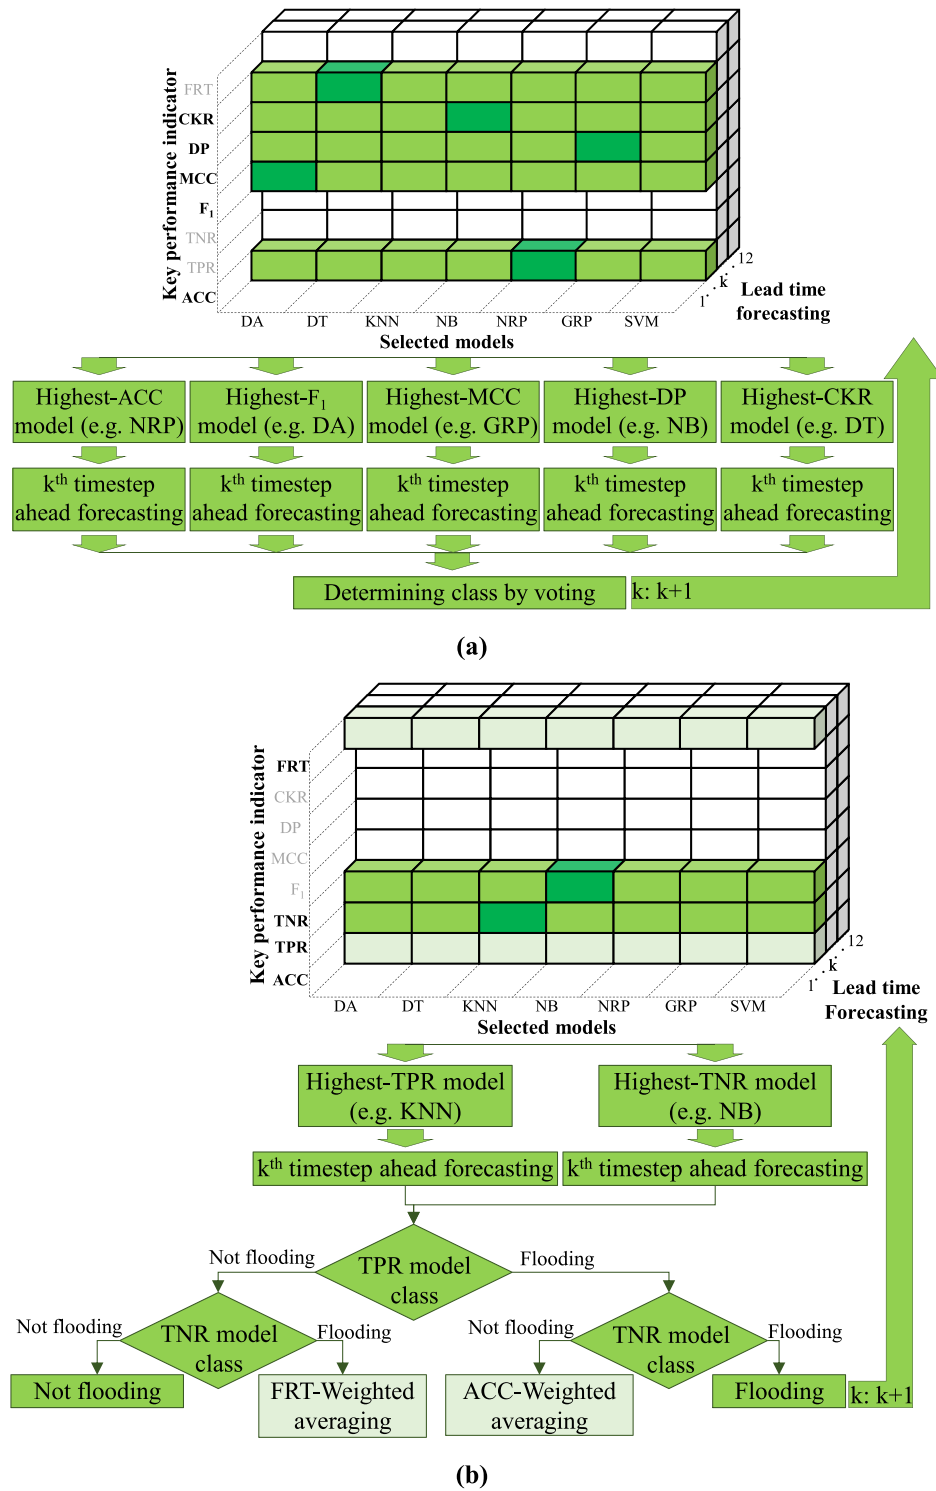 Key performance indicator
FRT
CKR
DP
MCC
F1
TNR
TPR
ACC
DA DT KNN NB NRP GRP SVM
Selected models
1 k 12
Lead time
forecasting
Highest-ACC
model (e.g. NRP)
Highest-F1
model (e.g. DA)
Highest-MCC
model (e.g. GRP)
Highest-DP
model (e.g. NB)
Highest-CKR
model (e.g. DT)
kth timestep
ahead forecasting
kth timestep
ahead forecasting
kth timestep
ahead forecasting
kth timestep
ahead forecasting
kth timestep
ahead forecasting
Determining class by voting
k: k+1
(a)
Key performance indicator
FRT
CKR
DP
MCC
F1
TNR
TPR
ACC
DA DT KNN NB NRP GRP SVM
Selected models
1 k 12
Lead time
Forecasting
Highest-TPR model
(e.g. KNN)
Highest-TNR model
(e.g. NB)
kth timestep ahead forecasting
kth timestep ahead forecasting
Not flooding
TPR model
class
Flooding
Not flooding
TNR model
class
Flooding
Not flooding
TNR model
class
Flooding
Not flooding
FRT-Weighted
averaging
ACC-Weighted
averaging
Flooding
k: k+1
(b)